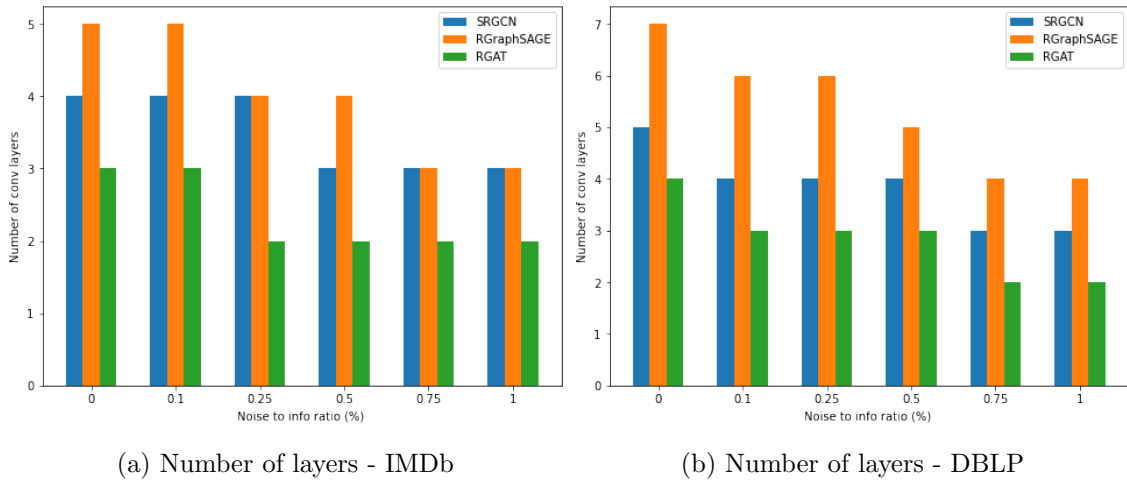 SRGCN
RGraphSAGE
RGAT
Number of conv layers
5
4
3
2
1
0
0 0.1 0.25 0.5 0.75 1
Noise to info ratio (%)
(a) Number of layers - IMDb
SRGCN
RGraphSAGE
RGAT
Number of conv layers
7
6
5
4
3
2
1
0
0 0.1 0.25 0.5 0.75 1
Noise to info ratio (%)
(b) Number of layers - DBLP